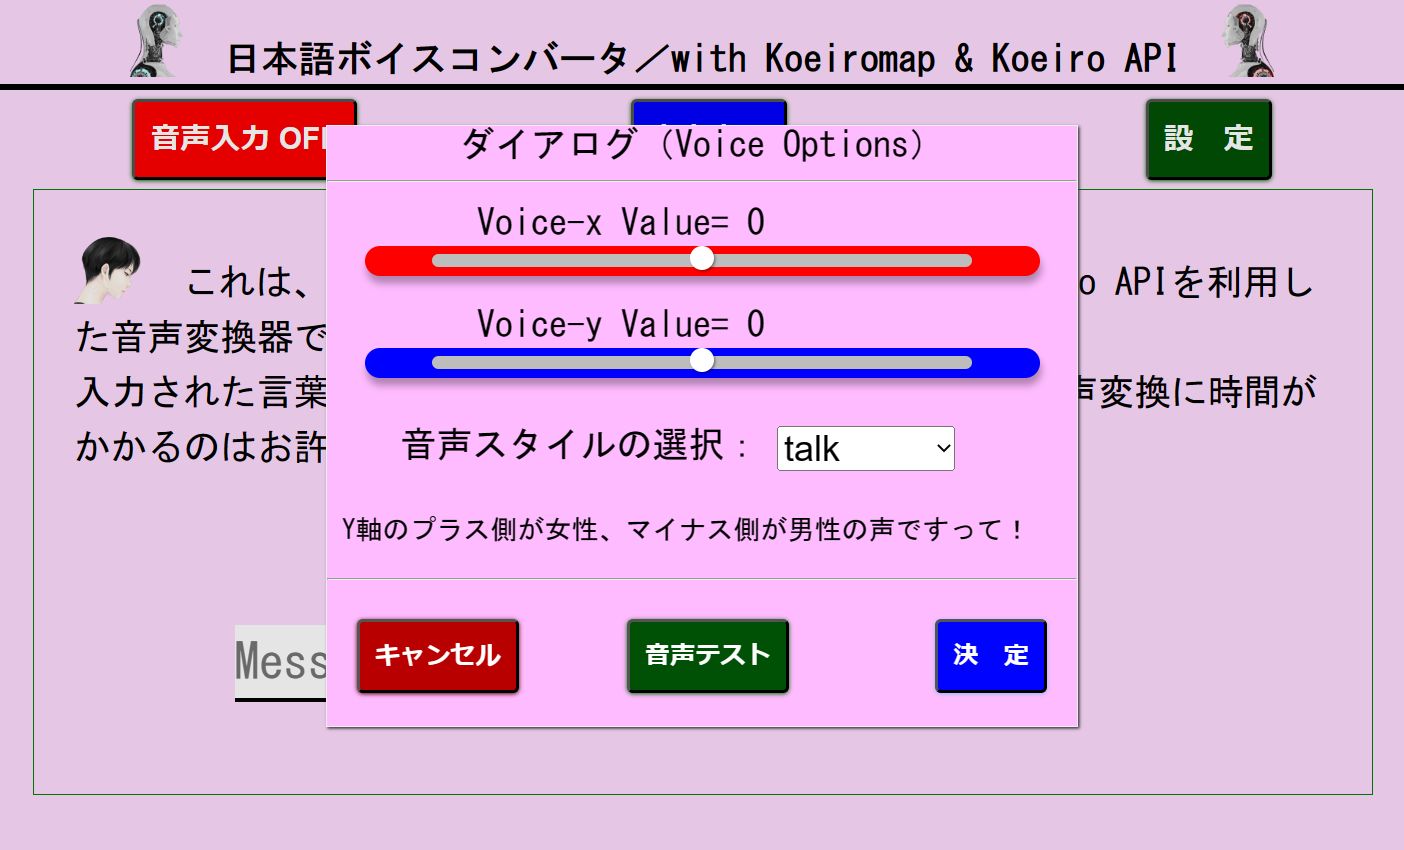 日本語ボイスコンバータ／with Koeiromap & Koeiro API
音声入力 OF
設　定
ダイアログ（Voice Options）
Voice-x Value= 0
Voice-y Value= 0
音声スタイルの選択： talk
Y軸のプラス側が女性、マイナス側が男性の声ですって！
キャンセル 音声テスト 決　定
これは、
o APIを利用し
た音声変換器で
入力された言葉
声変換に時間が
かかるのはお許
Mess